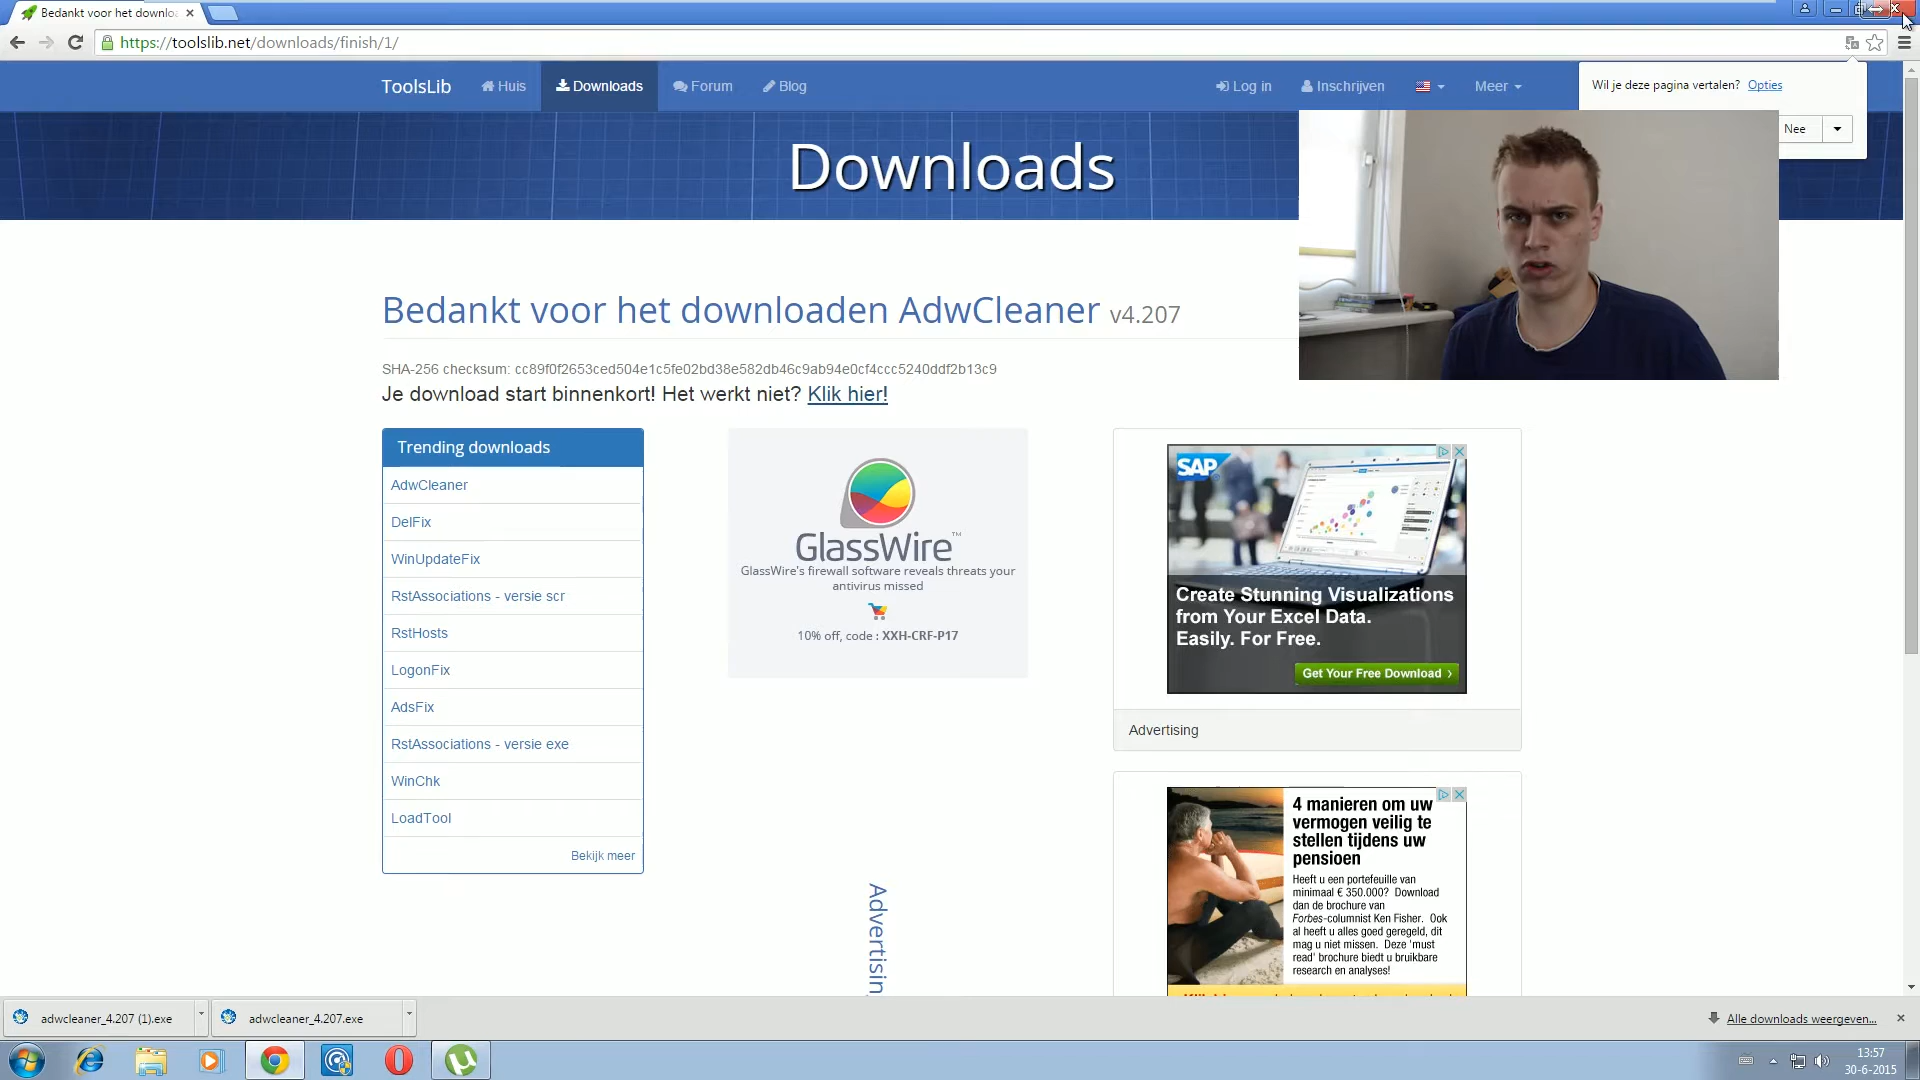 Bedankt voor het downloa
https://toolslib.net/downloads/finish/1/
ToolsLib
Huis
Downloads
Forum
Blog
Log in
Inschrijven
Meer
Wil je deze pagina vertalen? Opties
Nee
Downloads
Bedankt voor het downloaden AdwCleaner v4.207
SHA-256 checksum: cc89f0f2653ced504e1c5fe02bd38e582db46c9ab94e0cf4ccc5240ddf2b13c9
Je download start binnenkort! Het werkt niet? Klik hier!
Trending downloads
AdwCleaner
DelFix
WinUpdateFix
RstAssociations - versie scr
RstHosts
LogonFix
AdsFix
RstAssociations - versie exe
WinChk
LoadTool
Bekijk meer
GlassWire™
GlassWire's firewall software reveals threats your
antivirus missed
10% off, code : XXH-CRF-P17
Advertisin
SAP
Create Stunning Visualizations
from Your Excel Data.
Easily. For Free.
Get Your Free Download ›
Advertising
4 manieren om uw
vermogen veilig te
stellen tijdens uw
pensioen
Heeft u een portefeuille van
minimaal € 350.000? Download
dan de brochure van
Forbes-columnist Ken Fisher. Ook
al heeft u alles goed geregeld, dit
mag u niet missen. Deze 'must
read' brochure biedt u bruikbare
research en analyses!
adwcleaner_4.207 (1).exe
adwcleaner_4.207.exe
Alle downloads weergeven...
13:57
30-6-2015